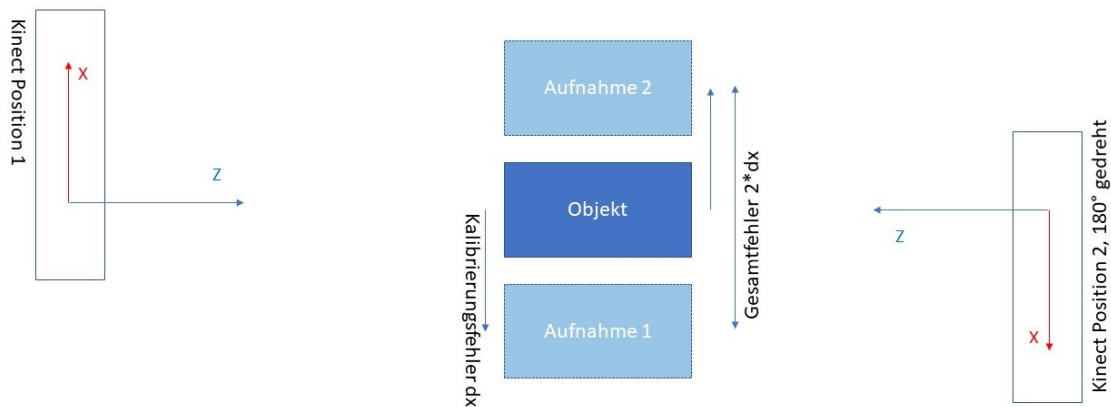 Kinect Position 1
X
Z
Aufnahme 2
Objekt
Aufnahme 1
Kalibrierungsfehler dx
Gesamtfehler 2*dx
Z
X
Kinect Position 2, 180° gedreht